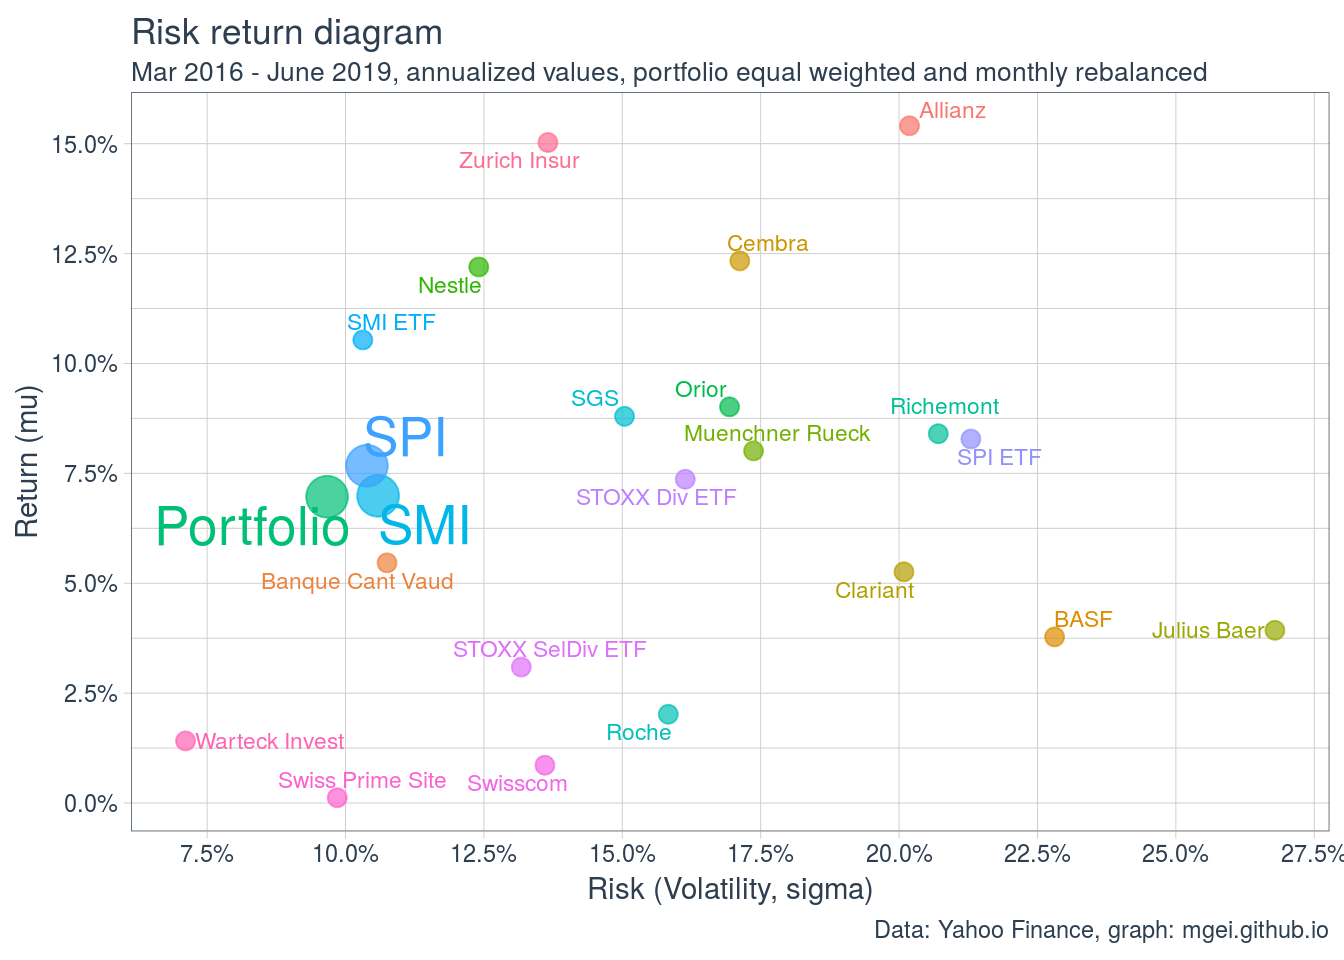 Risk return diagram
Mar 2016 - June 2019, annualized values, portfolio equal weighted and monthly rebalanced
Allianz
15.0%
Zurich Insur
Cembra
12.5%
Nestle
SMI ETF
10.0%
Orior
SGS
Richemont
SPI
Muenchner Rueck
SPI ETF
7.5%
STOXX Div ETF
Portfolio
SMI
Return (mu)
5.0%
Banque Cant Vaud
Clariant
BASF
Julius Baer
STOXX SelDiv ETF
2.5%
Roche
Warteck Invest
Swiss Prime Site
Swisscom
0.0%
7.5% 10.0% 12.5% 15.0% 17.5% 20.0% 22.5% 25.0% 27.5%
Risk (Volatility, sigma)
Data: Yahoo Finance, graph: mgei.github.io